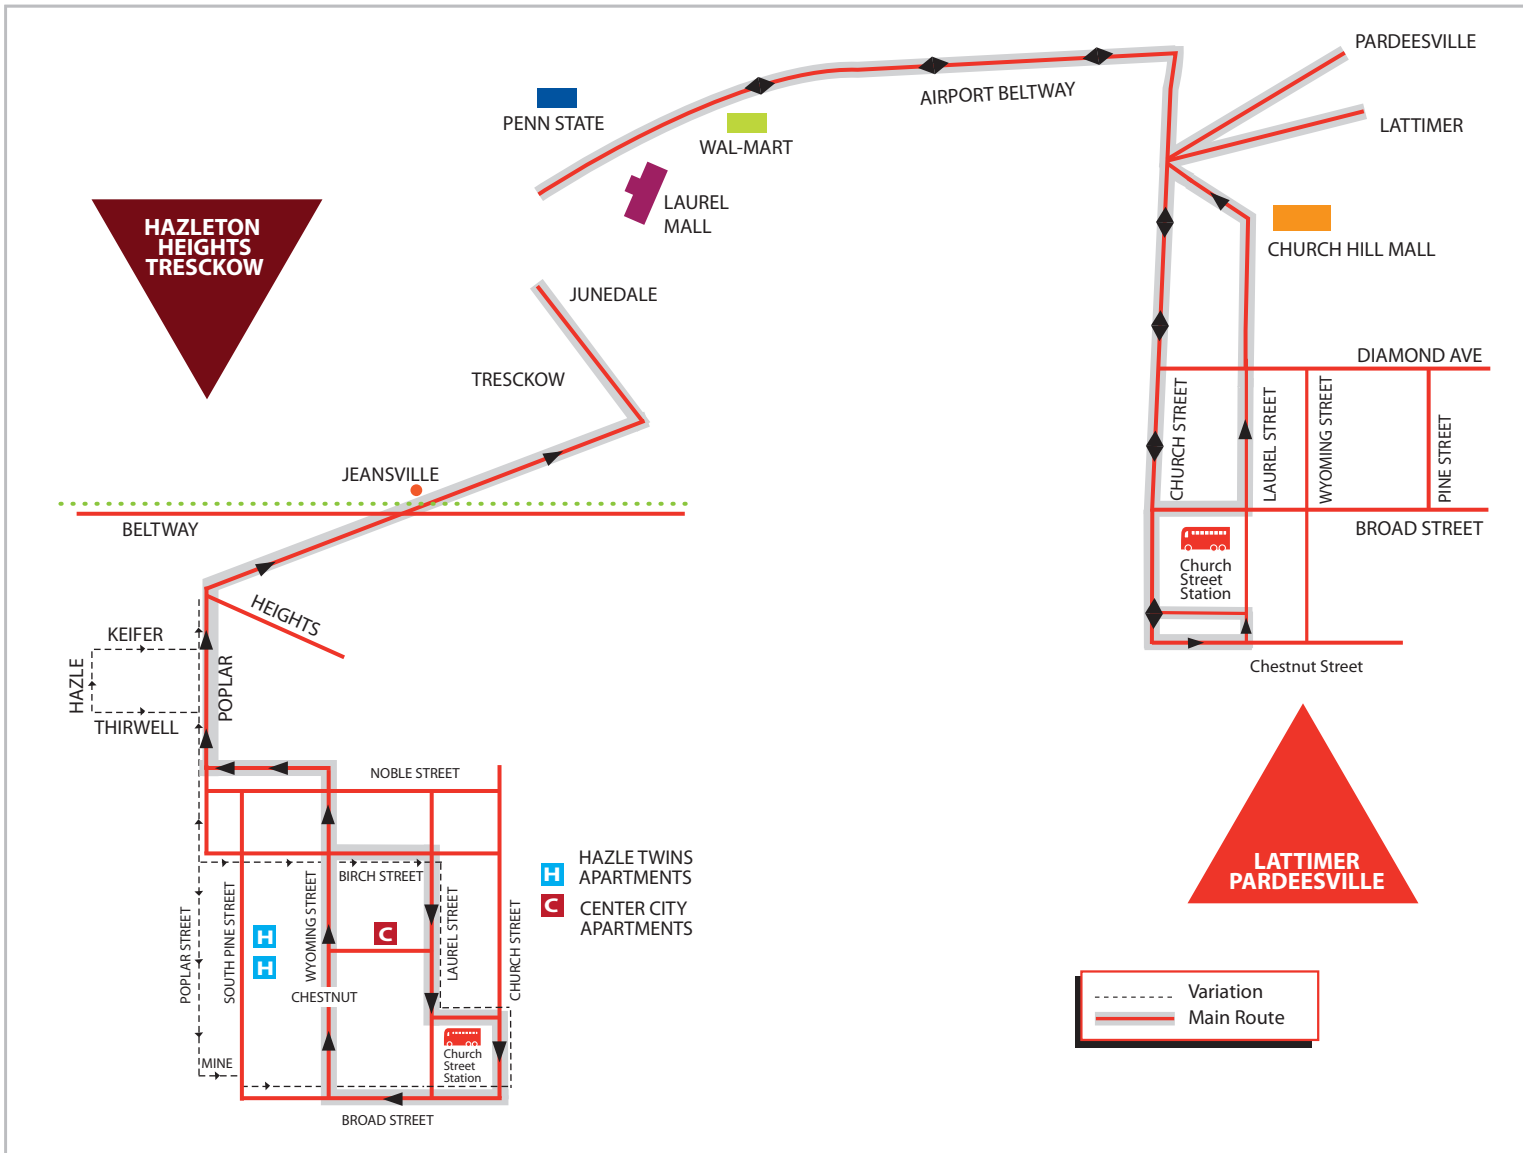 PARDEESVILLE
AIRPORT BELTWAY
PENN STATE
WAL-MART
LATTIMER
LAUREL
MALL
HAZLETON
HEIGHTS
TRESCKOW
CHURCH HILL MALL
JUNEDALE
DIAMOND AVE
TRESCKOW
CHURCH STREET
LAUREL STREET
WYOMING STREET
PINE STREET
JEANSVILLE
BELTWAY
BROAD STREET
Church
Street
Station
HEIGHTS
KEIFER
HAZLE
POPLAR
THIRWELL
Chestnut Street
NOBLE STREET
HAZLE TWINS
APARTMENTS
H
CENTER CITY
APARTMENTS
C
BIRCH STREET
LATTIMER
PARDEESVILLE
POPLAR STREET
SOUTH PINE STREET
H
H
WYOMING STREET
C
LAUREL STREET
CHURCH STREET
CHESTNUT
Church
Street
Station
MINE
BROAD STREET
Variation
Main Route